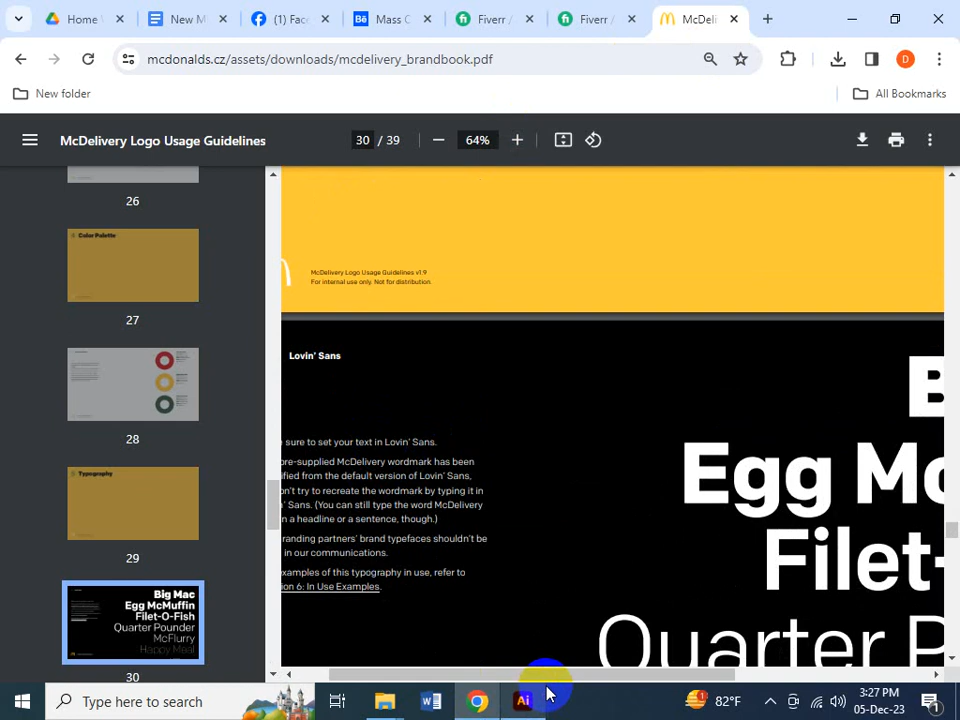 Home
New M
(1) Fac
Mass C
Fiverr /
Fiverr /
McDeli
mcdonalds.cz/assets/downloads/mcdelivery_brandbook.pdf
D
New folder
All Bookmarks
McDelivery Logo Usage Guidelines
30 / 39
64%
26
Color Palette
27
28
Typography
29
Big Mac
Egg McMuffin
Filet-O-Fish
Quarter Pounder
McFlurry
Happy Meal
30
McDelivery Logo Usage Guidelines v1.9
For internal use only. Not for distribution.
Lovin' Sans
sure to set your text in Lovin' Sans.
pre-supplied McDelivery wordmark has been
ified from the default version of Lovin' Sans,
on't try to recreate the wordmark by typing it in
n' Sans. (You can still type the word McDelivery
n a headline or a sentence, though.)
randing partners' brand typefaces shouldn't be
in our communications.
examples of this typography in use, refer to
ion 6: In Use Examples.
B
Egg Mc
Filet-
Quarter P
Type here to search
Ai
82°F
3:27 PM
05-Dec-23
1